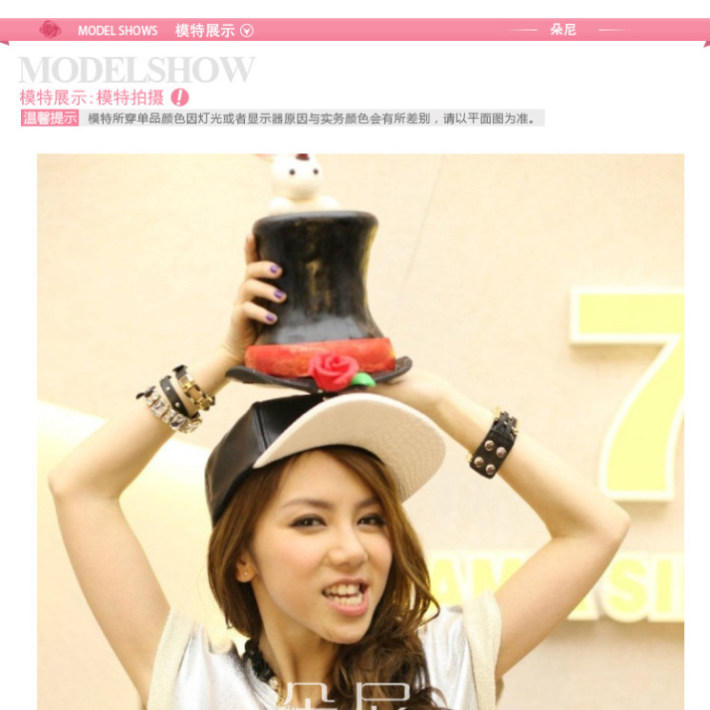 MODEL SHOWS 模特展示
朵尼
MODELSHOW
模特展示:模特拍摄 !
温馨提示 模特所穿单品颜色因灯光或者显示器原因与实务颜色会有所差别，请以平面图为准。
7
朵尼